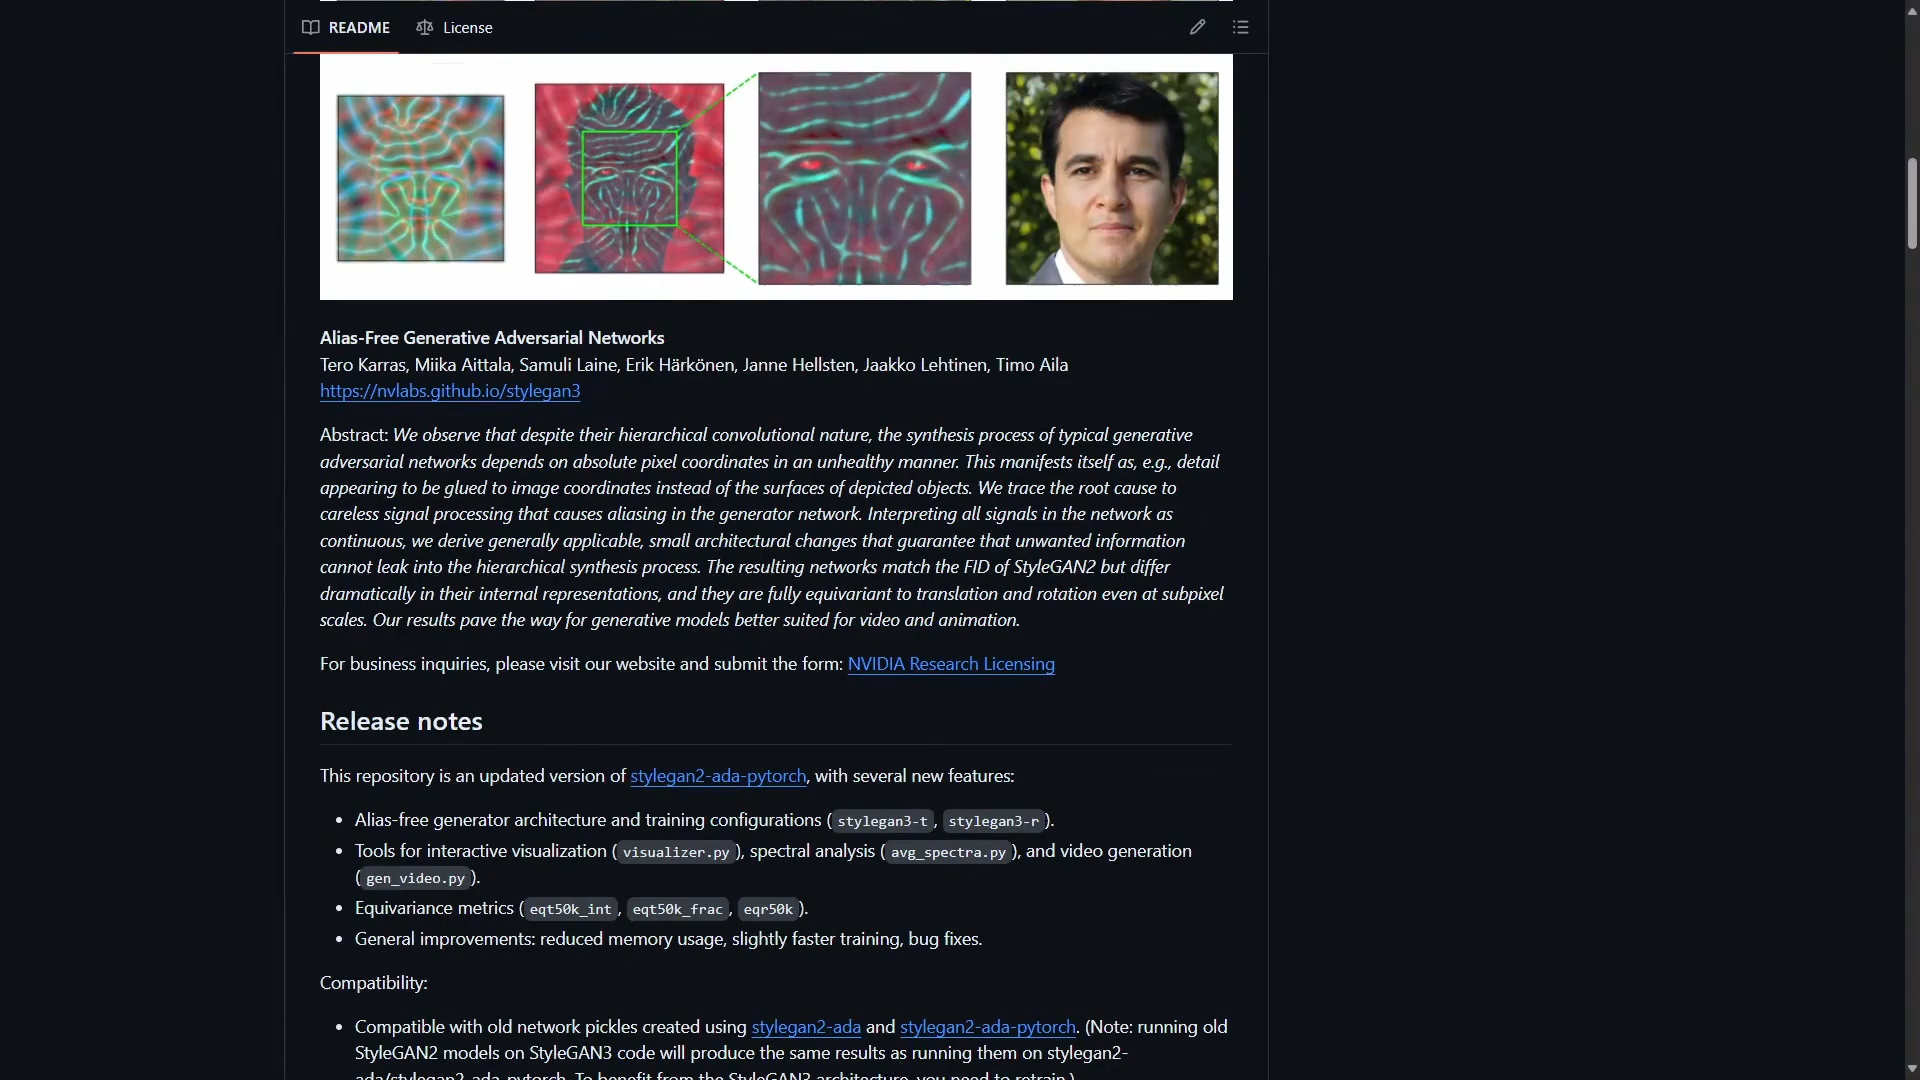 README
License
Alias-Free Generative Adversarial Networks
Tero Karras, Miika Aittala, Samuli Laine, Erik Härkönen, Janne Hellsten, Jaakko Lehtinen, Timo Aila
https://nvlabs.github.io/stylegan3
Abstract: We observe that despite their hierarchical convolutional nature, the synthesis process of typical generative
adversarial networks depends on absolute pixel coordinates in an unhealthy manner. This manifests itself as, e.g., detail
appearing to be glued to image coordinates instead of the surfaces of depicted objects. We trace the root cause to
careless signal processing that causes aliasing in the generator network. Interpreting all signals in the network as
continuous, we derive generally applicable, small architectural changes that guarantee that unwanted information
cannot leak into the hierarchical synthesis process. The resulting networks match the FID of StyleGAN2 but differ
dramatically in their internal representations, and they are fully equivariant to translation and rotation even at subpixel
scales. Our results pave the way for generative models better suited for video and animation.
For business inquiries, please visit our website and submit the form: NVIDIA Research Licensing
Release notes
This repository is an updated version of stylegan2-ada-pytorch, with several new features:
• Alias-free generator architecture and training configurations (stylegan3-t, stylegan3-r).
• Tools for interactive visualization (visualizer.py), spectral analysis (avg_spectra.py), and video generation
(gen_video.py).
• Equivariance metrics (eqt50k_int, eqt50k_frac, eqr50k).
• General improvements: reduced memory usage, slightly faster training, bug fixes.
Compatibility:
• Compatible with old network pickles created using stylegan2-ada and stylegan2-ada-pytorch. (Note: running old
StyleGAN2 models on StyleGAN3 code will produce the same results as running them on stylegan2-
ada/stylegan2-ada-pytorch. To benefit from the StyleGAN3 architecture, you need to retrain.)